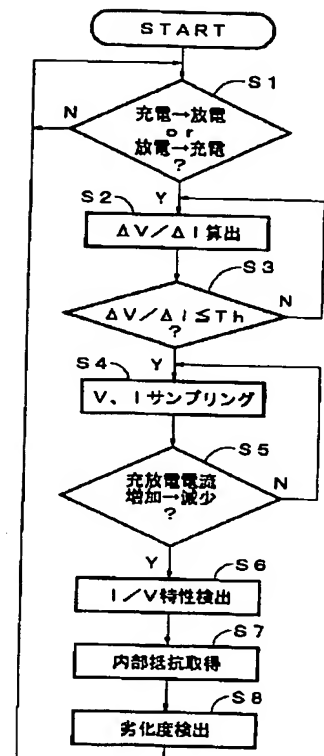 START
S1
N
充電→放電
or
放電→充電
?
S2
Y
ΔV/ΔI算出
S3
N
ΔV/ΔI≦Th
?
S4
Y
V、Iサンプリング
S5
充放電電流
増加→減少
?
N
Y
S6
I/V特性検出
S7
内部抵抗取得
S8
劣化度検出